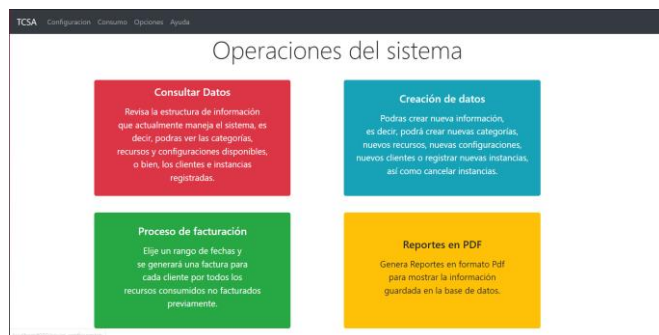 TCSA Configuracion Consumo Opciones Ayuda
Operaciones del sistema
Consultar Datos
Revisa la estructura de información
que actualmente maneja el sistema, es
decir, podras ver las categorías,
recursos y configuraciones disponibles,
o bien, los clientes e instancias
registradas.
Creación de datos
Podras crear nueva información,
es decir, podrá crear nuevas categorías,
nuevos recursos, nuevas configuraciones,
nuevos clientes o registrar nuevas instancias,
así como cancelar instancias.
Proceso de facturación
Elije un rango de fechas y
se generará una factura para
cada cliente por todos los
recursos consumidos no facturados
previamente.
Reportes en PDF
Genera Reportes en formato Pdf
para mostrar la información
guardada en la base de datos.